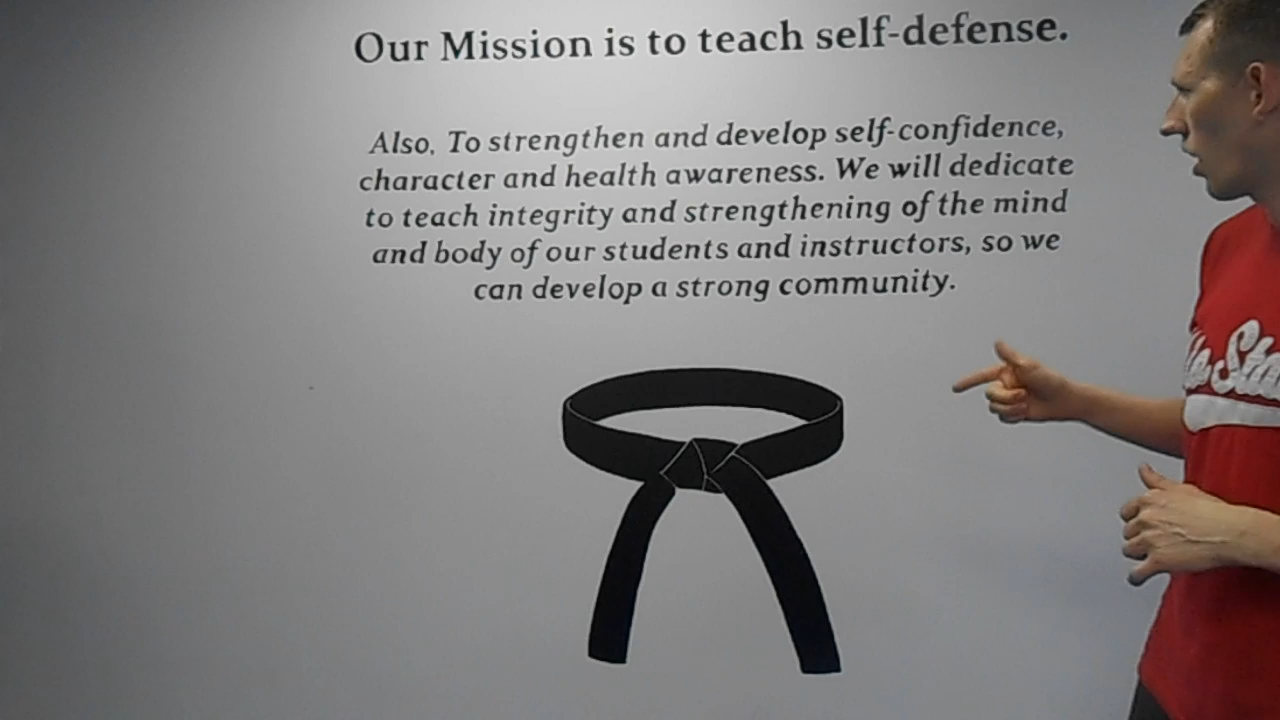 Our Mission is to teach self-defense.
Also, To strengthen and develop self-confidence,
character and health awareness. We will dedicate
to teach integrity and strengthening of the mind
and body of our students and instructors, so we
can develop a strong community.